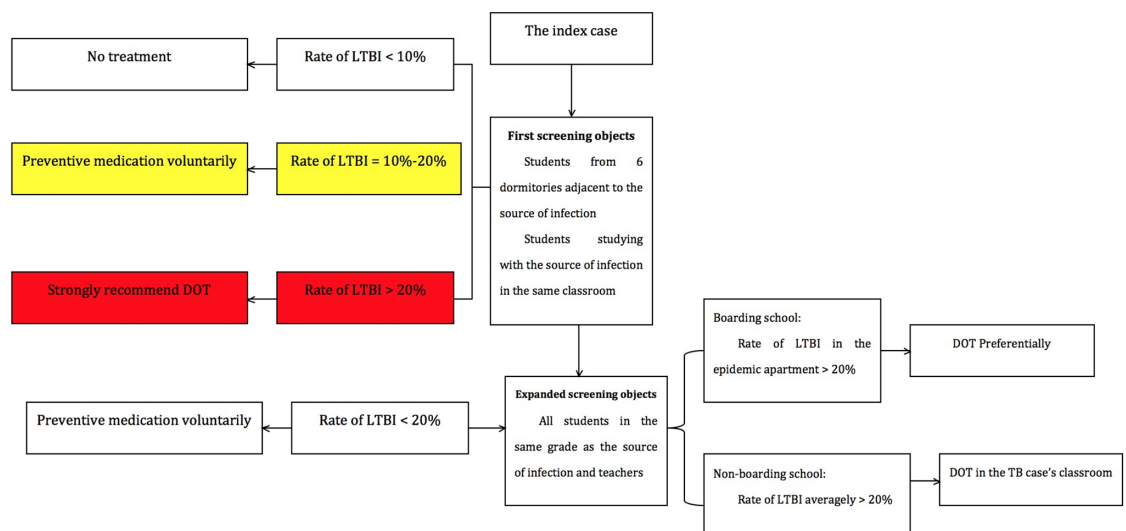 The index case
No treatment
Rate of LTBI < 10%
First screening objects
Students from 6
dormitories adjacent to the
source of infection
Students studying
with the source of infection
in the same classroom
Preventive medication voluntarily
Rate of LTBI = 10%-20%
Strongly recommend DOT
Rate of LTBI > 20%
Boarding school:
Rate of LTBI in the
epidemic apartment > 20%
DOT Preferentially
Preventive medication voluntarily
Rate of LTBI < 20%
Expanded screening objects
All students in the
same grade as the source
of infection and teachers
Non-boarding school:
Rate of LTBI averagely > 20%
DOT in the TB case's classroom